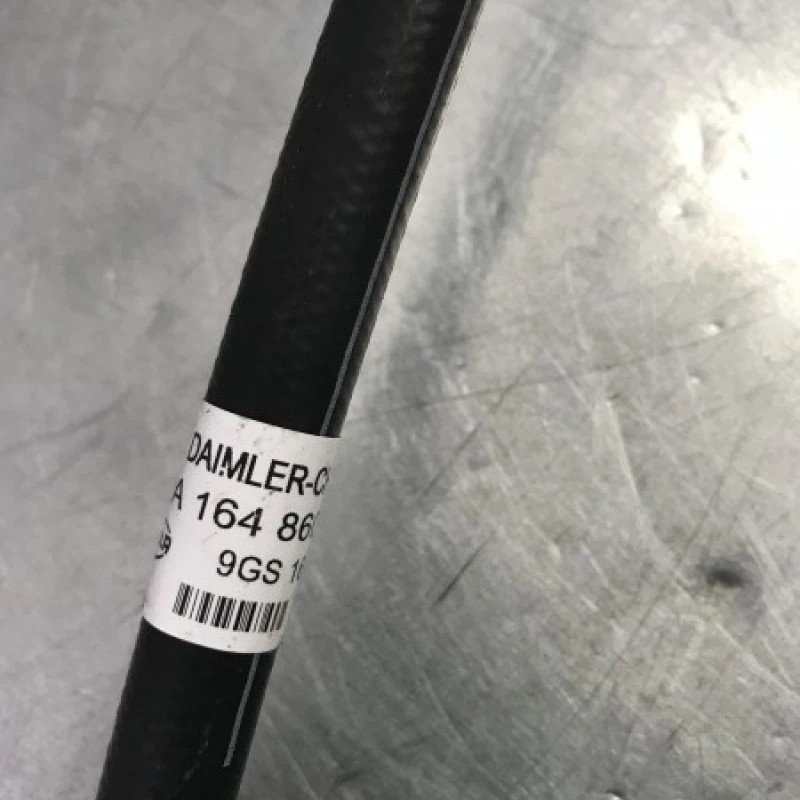 DAIMLER-C
A 164 86
9GS 1